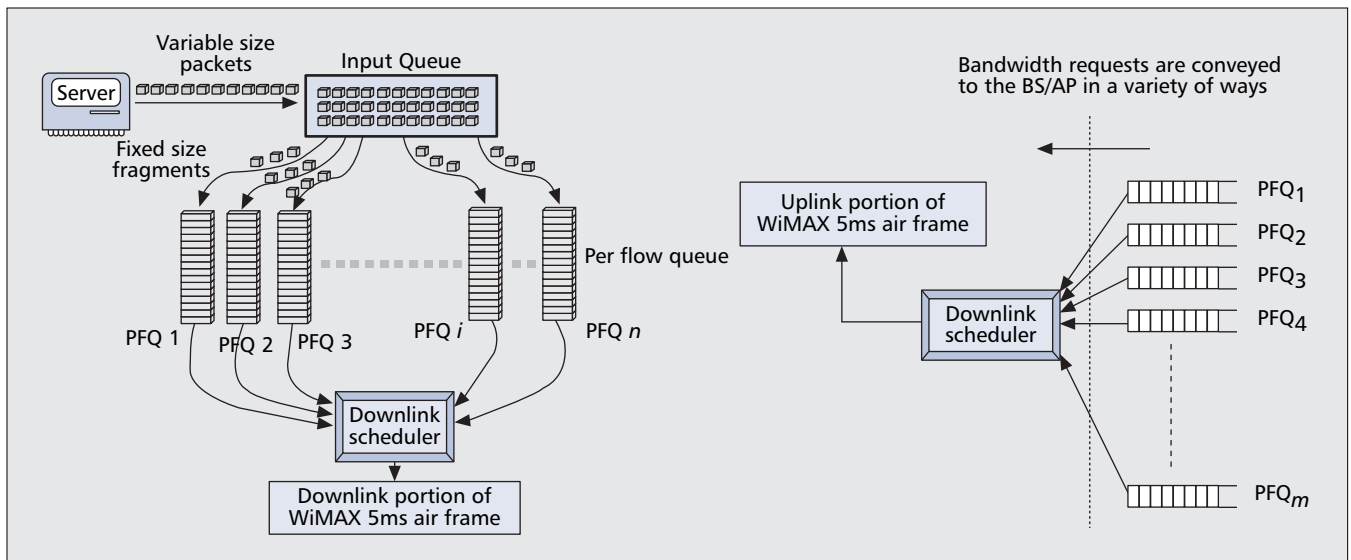 Variable size
packets
Input Queue
Server
Fixed size
fragments
Per flow queue
PFQ 1
PFQ 2
PFQ 3
PFQ i
PFQ n
Downlink
scheduler
Downlink portion of
WiMAX 5ms air frame
Bandwidth requests are conveyed
to the BS/AP in a variety of ways
Uplink portion of
WiMAX 5ms air frame
PFQ1
PFQ2
PFQ3
PFQ4
Downlink
scheduler
PFQm